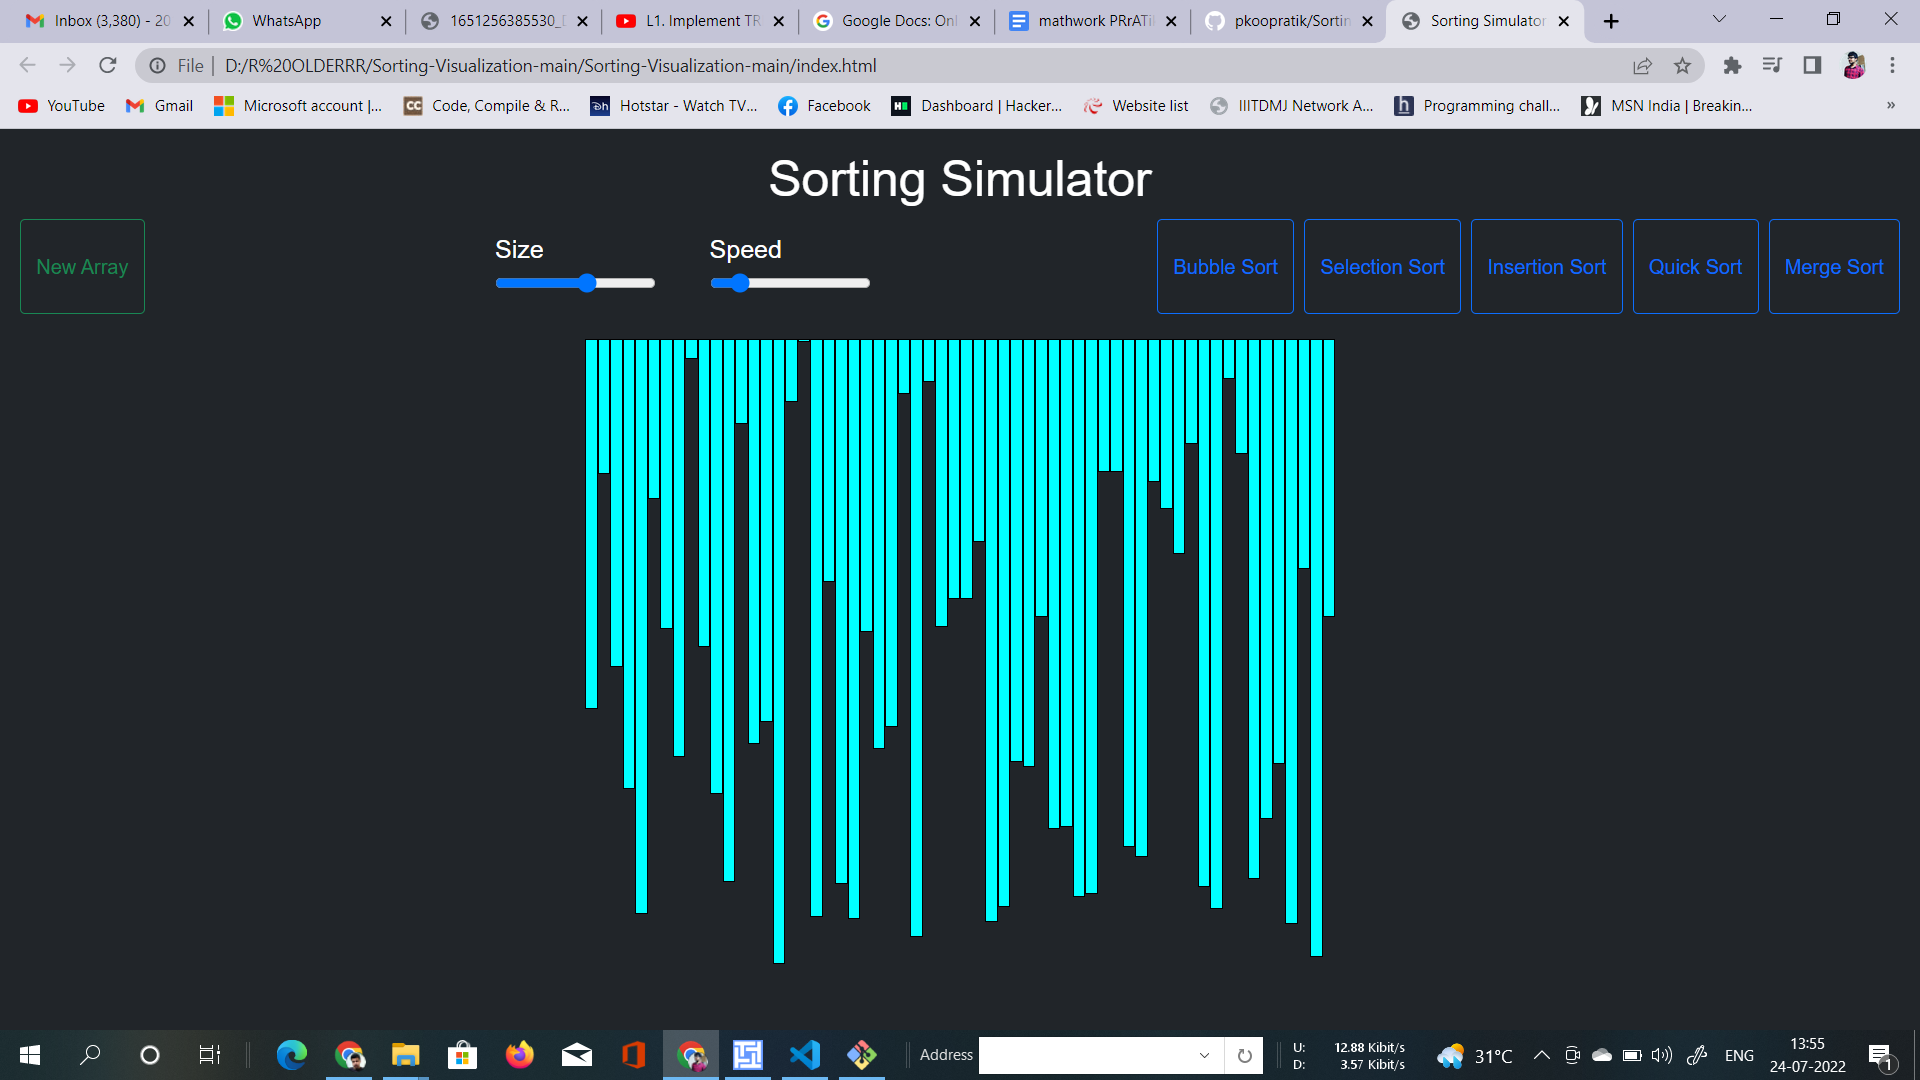 Inbox (3,380) - 20
WhatsApp
1651256385530_
L1. Implement TR
Google Docs: Onl
mathwork PRrATi
pkoopratik/Sortin
Sorting Simulator
File
D:/R%20OLDERRR/Sorting-Visualization-main/Sorting-Visualization-main/index.html
YouTube
Gmail
Microsoft account |...
Code, Compile & R...
Hotstar - Watch TV...
Facebook
Dashboard | Hacker...
Website list
IIITDMJ Network A...
Programming chall...
MSN India | Breakin...
»
Sorting Simulator
New Array
Size
Speed
Bubble Sort
Selection Sort
Insertion Sort
Quick Sort
Merge Sort
Address
U: 12.88 Kibit/s
D: 3.57 Kibit/s
31°C
ENG
13:55
24-07-2022
1